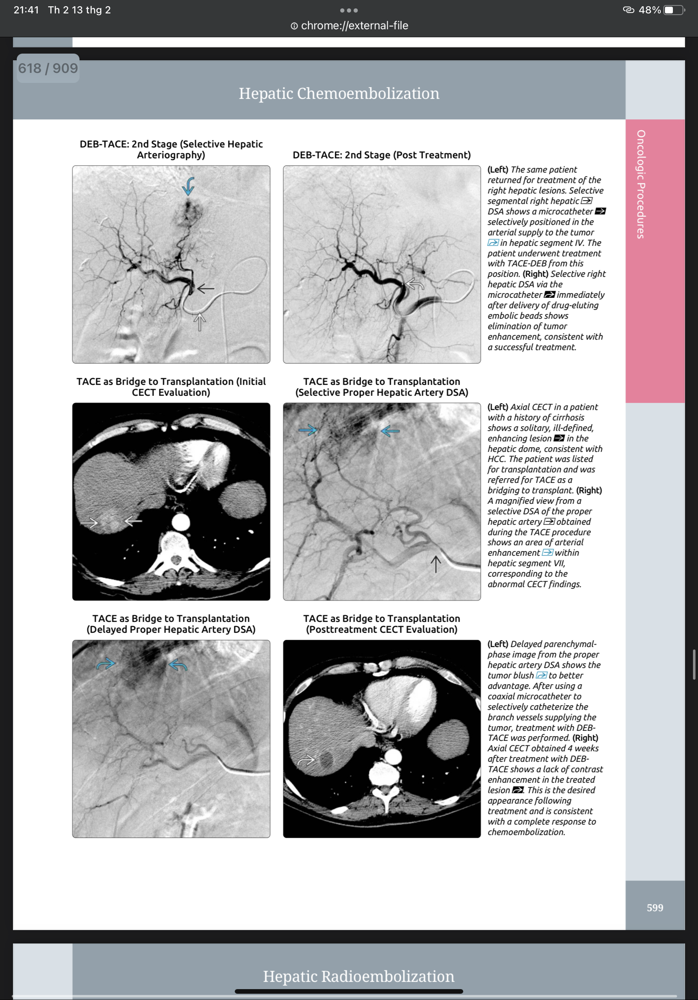 21:41 Th 2 13 thg 2
48%
chrome://external-file
618 / 909
Hepatic Chemoembolization
Oncologic Procedures
DEB-TACE: 2nd Stage (Selective Hepatic
Arteriography)
DEB-TACE: 2nd Stage (Post Treatment)
(Left) The same patient
returned for treatment of the
right hepatic lesions. Selective
segmental right hepatic
DSA shows a microcatheter
selectively positioned in the
arterial supply to the tumor
in hepatic segment IV. The
patient underwent treatment
with TACE-DEB from this
position. (Right) Selective right
hepatic DSA via the
microcatheter immediately
after delivery of drug-eluting
embolic beads shows
elimination of tumor
enhancement, consistent with
a successful treatment.
TACE as Bridge to Transplantation (Initial
CECT Evaluation)
TACE as Bridge to Transplantation
(Selective Proper Hepatic Artery DSA)
(Left) Axial CECT in a patient
with a history of cirrhosis
shows a solitary, ill-defined,
enhancing lesion in the
hepatic dome, consistent with
HCC. The patient was listed
for transplantation and was
referred for TACE as a
bridging to transplant. (Right)
A magnified view from a
selective DSA of the proper
hepatic artery obtained
during the TACE procedure
shows an area of arterial
enhancement within
hepatic segment VII,
corresponding to the
abnormal CECT findings.
TACE as Bridge to Transplantation
(Delayed Proper Hepatic Artery DSA)
TACE as Bridge to Transplantation
(Posttreatment CECT Evaluation)
(Left) Delayed parenchymal-
phase image from the proper
hepatic artery DSA shows the
tumor blush to better
advantage. After using a
coaxial microcatheter to
selectively catheterize the
branch vessels supplying the
tumor, treatment with DEB-
TACE was performed. (Right)
Axial CECT obtained 4 weeks
after treatment with DEB-
TACE shows a lack of contrast
enhancement in the treated
lesion . This is the desired
appearance following
treatment and is consistent
with a complete response to
chemoembolization.
599
Hepatic Radioembolization